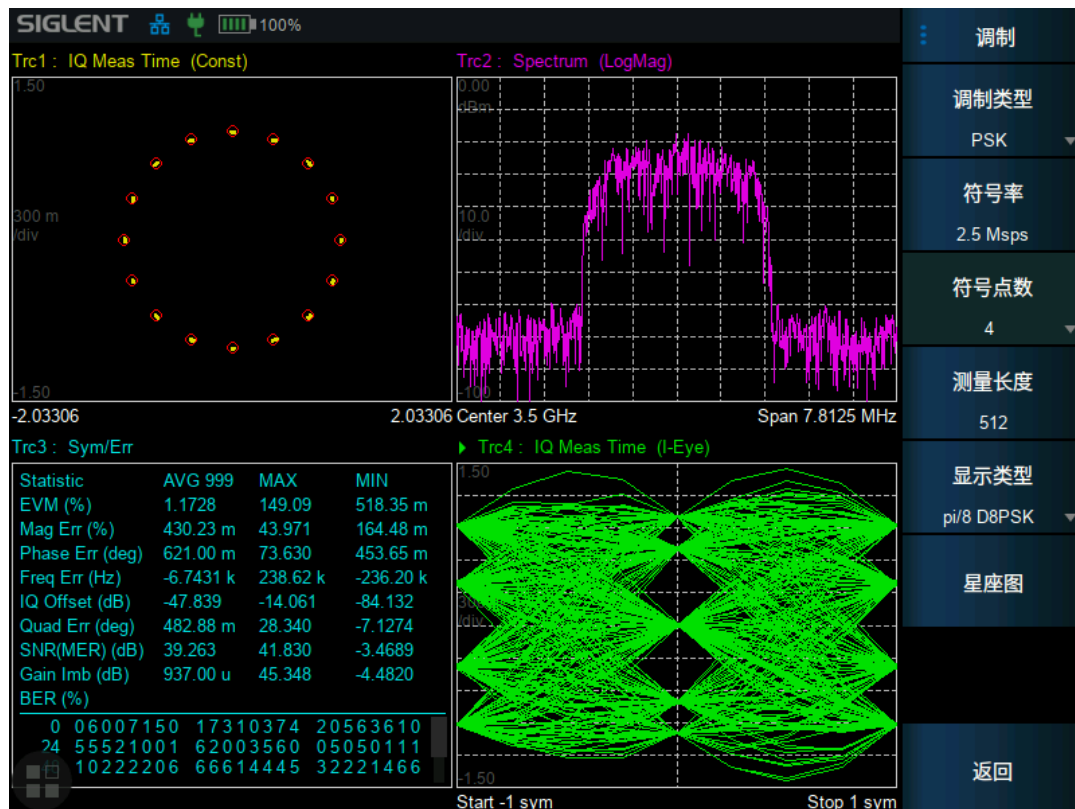 SIGLENT 100%
Trc1 : IQ Meas Time (Const)
1.50
300 m
/div
-1.50
-2.03306 2.03306
Trc2 : Spectrum (LogMag)
0.00
dBm
10.0
/div
-100
Center 3.5 GHz Span 7.8125 MHz
Trc3 : Sym/Err
Statistic AVG 999 MAX MIN
EVM (%) 1.1728 149.09 518.35 m
Mag Err (%) 430.23 m 43.971 164.48 m
Phase Err (deg) 621.00 m 73.630 453.65 m
Freq Err (Hz) -6.7431 k 238.62 k -236.20 k
IQ Offset (dB) -47.839 -14.061 -84.132
Quad Err (deg) 482.88 m 28.340 -7.1274
SNR(MER) (dB) 39.263 41.830 -3.4689
Gain Imb (dB) 937.00 u 45.348 -4.4820
BER (%)
0 06007150 17310374 20563610
24 55521001 62003560 05050111
10222206 66614445 32221466
Trc4 : IQ Meas Time (I-Eye)
1.50
/div
-1.50
Start -1 sym Stop 1 sym
调制
调制类型
PSK
符号率
2.5 Msps
符号点数
4
测量长度
512
显示类型
pi/8 D8PSK
星座图
返回